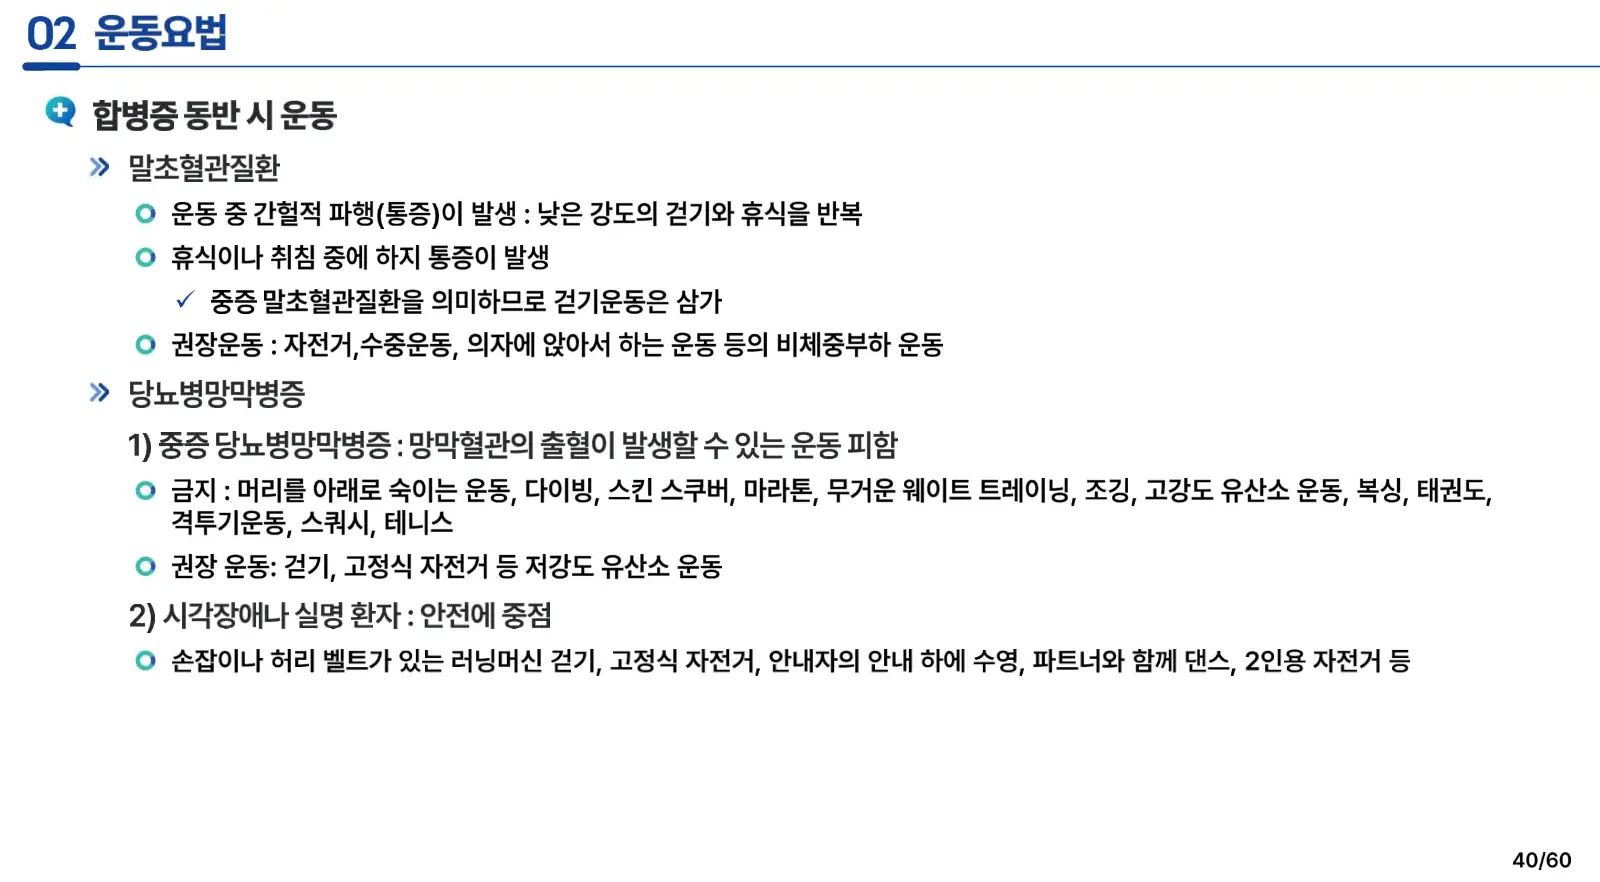 02 운동요법
합병증 동반 시 운동
말초혈관질환
운동 중 간헐적 파행(통증)이 발생 : 낮은 강도의 걷기와 휴식을 반복
휴식이나 취침 중에 하지 통증이 발생
✓ 중증 말초혈관질환을 의미하므로 걷기운동은 삼가
권장운동 : 자전거,수중운동, 의자에 앉아서 하는 운동 등의 비체중부하 운동
당뇨병망막병증
1) 중증 당뇨병망막병증 : 망막혈관의 출혈이 발생할 수 있는 운동 피함
금지 : 머리를 아래로 숙이는 운동, 다이빙, 스킨 스쿠버, 마라톤, 무거운 웨이트 트레이닝, 조깅, 고강도 유산소 운동, 복싱, 태권도,
격투기운동, 스쿼시, 테니스
권장 운동: 걷기, 고정식 자전거 등 저강도 유산소 운동
2) 시각장애나 실명 환자 : 안전에 중점
손잡이나 허리 벨트가 있는 러닝머신 걷기, 고정식 자전거, 안내자의 안내 하에 수영, 파트너와 함께 댄스, 2인용 자전거 등
40/60